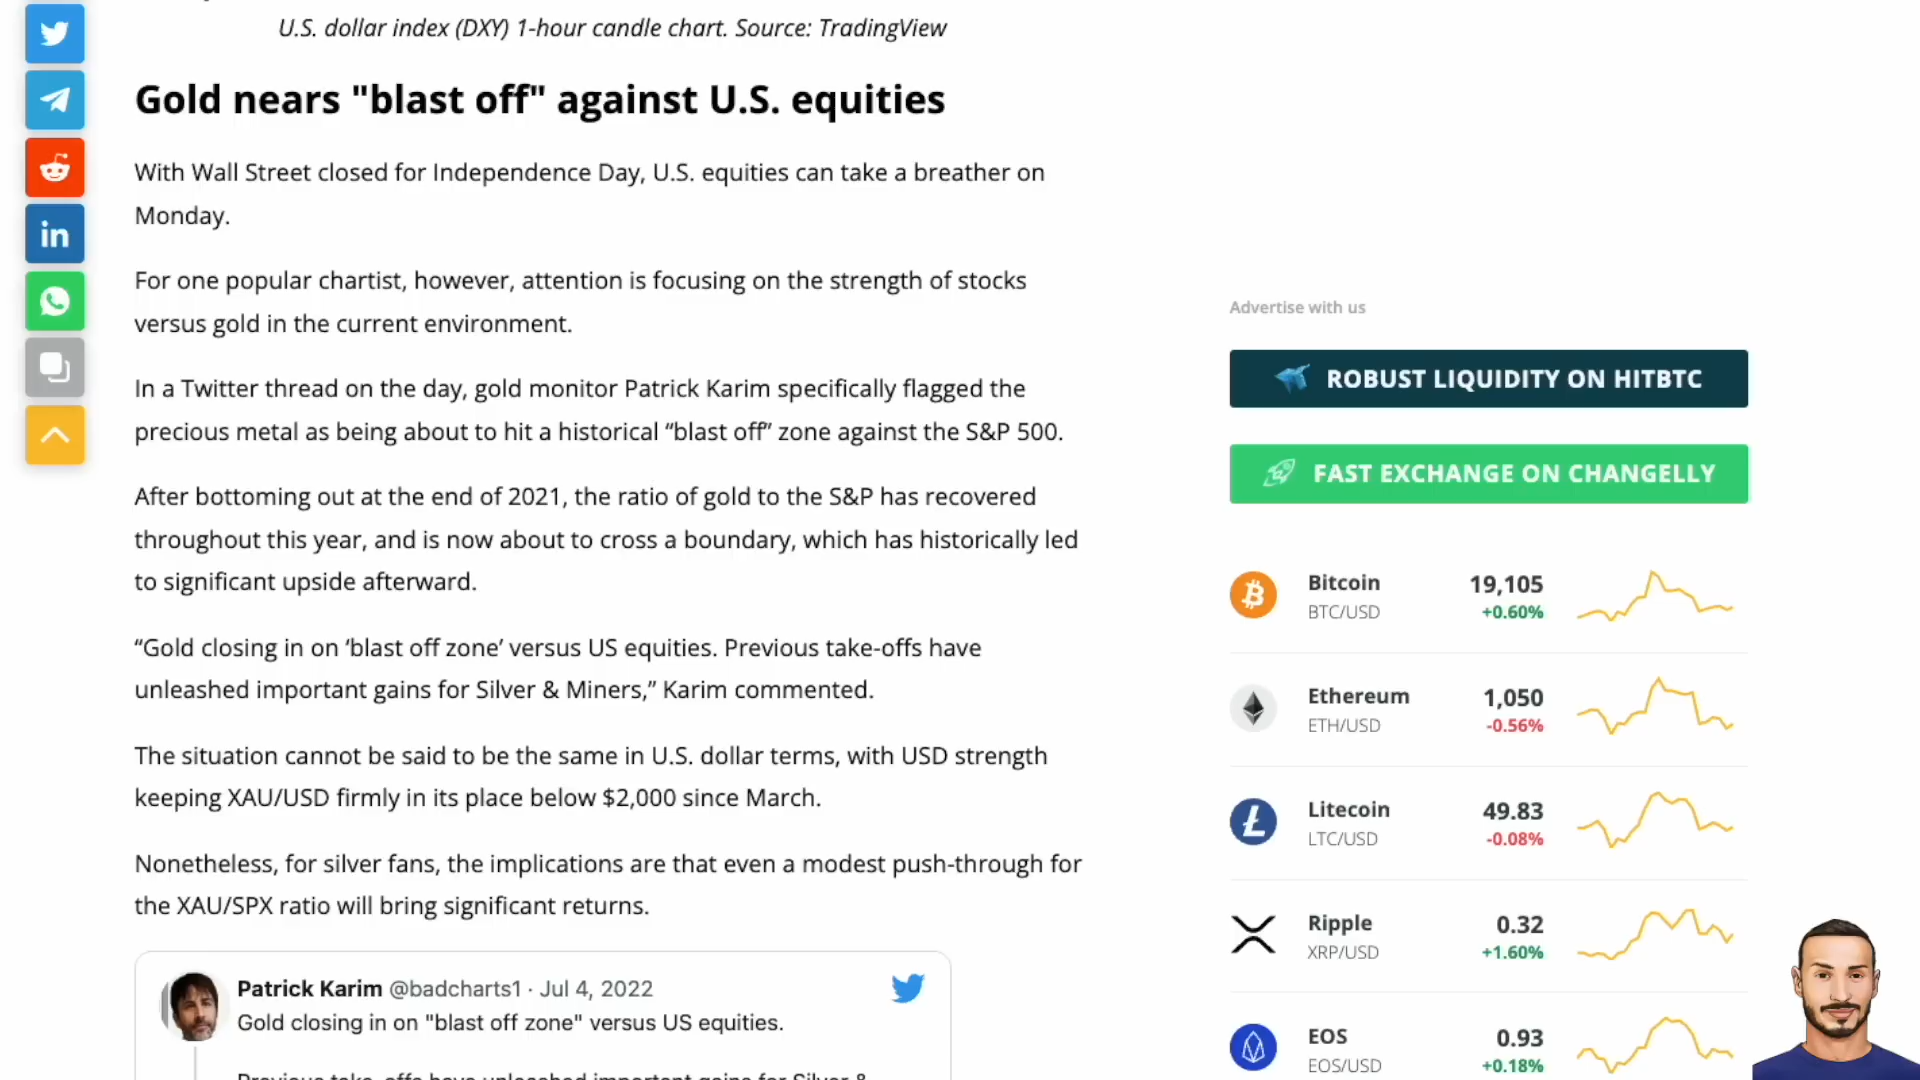 U.S. dollar index (DXY) 1-hour candle chart. Source: TradingView
Gold nears "blast off" against U.S. equities
With Wall Street closed for Independence Day, U.S. equities can take a breather on
Monday.
For one popular chartist, however, attention is focusing on the strength of stocks
versus gold in the current environment.
In a Twitter thread on the day, gold monitor Patrick Karim specifically flagged the
precious metal as being about to hit a historical “blast off” zone against the S&P 500.
After bottoming out at the end of 2021, the ratio of gold to the S&P has recovered
throughout this year, and is now about to cross a boundary, which has historically led
to significant upside afterward.
“Gold closing in on ‘blast off zone’ versus US equities. Previous take-offs have
unleashed important gains for Silver & Miners,” Karim commented.
The situation cannot be said to be the same in U.S. dollar terms, with USD strength
keeping XAU/USD firmly in its place below $2,000 since March.
Nonetheless, for silver fans, the implications are that even a modest push-through for
the XAU/SPX ratio will bring significant returns.
Patrick Karim @badcharts1 · Jul 4, 2022
Gold closing in on "blast off zone" versus US equities.
Previous take-offs have unleashed important gains for Silver &
in
Advertise with us
ROBUST LIQUIDITY ON HITBTC
FAST EXCHANGE ON CHANGELLY
Bitcoin 19,105
BTC/USD +0.60%
Ethereum 1,050
ETH/USD -0.56%
Litecoin 49.83
LTC/USD -0.08%
Ripple 0.32
XRP/USD +1.60%
EOS 0.93
EOS/USD +0.18%